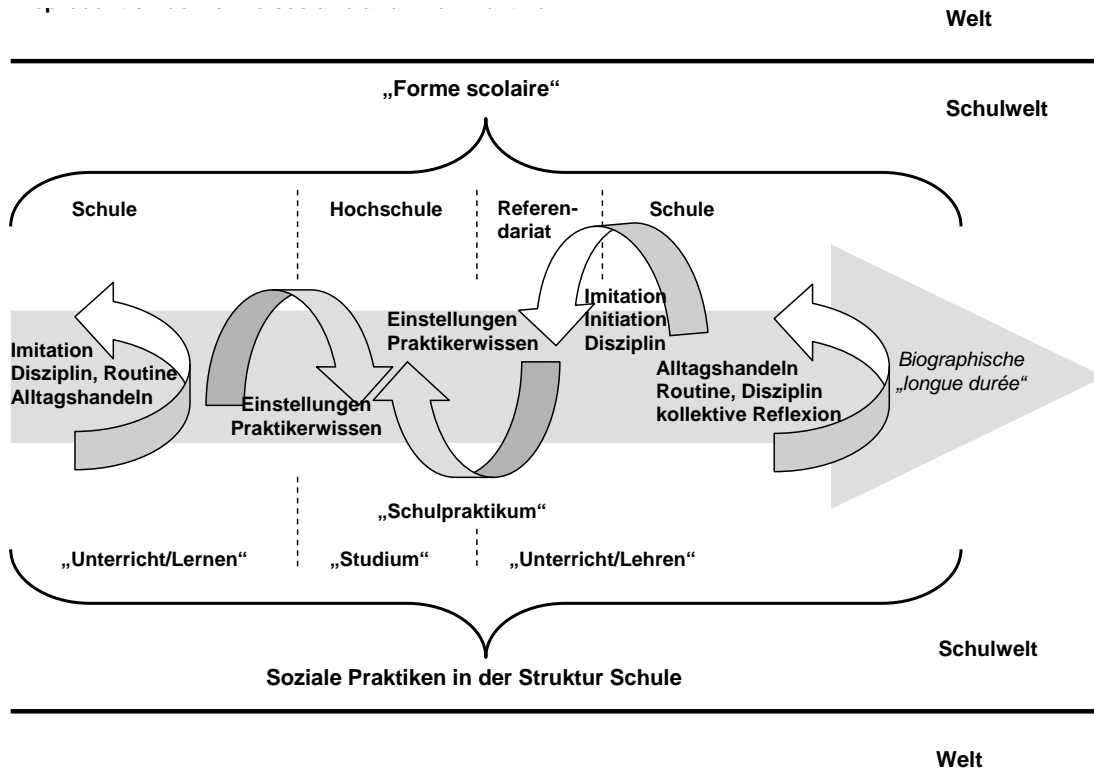 Welt
„Forme scolaire“
Schulwelt
Schule
Hochschule
Referen-
dariat
Schule
Imitation
Disziplin, Routine
Alltagshandeln
Einstellungen
Praktikerwissen
Einstellungen
Praktikerwissen
Imitation
Initiation
Disziplin
Alltagshandeln
Routine, Disziplin
kollektive Reflexion
Biographische
„longue durée“
„Schulpraktikum“
„Unterricht/Lernen“
„Studium“
„Unterricht/Lehren“
Schulwelt
Soziale Praktiken in der Struktur Schule
Welt